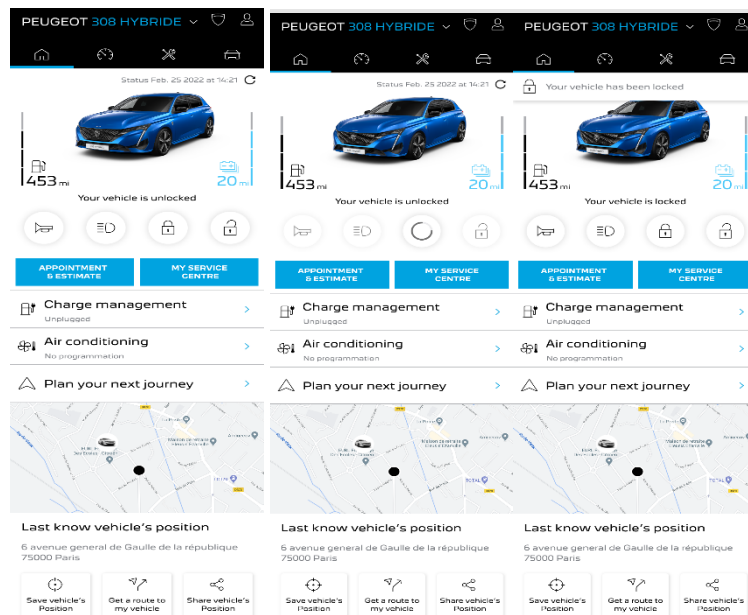 PEUGEOT 308 HYBRIDE
Status Feb. 25 2022 at 14:21
453 mi
20 mi
Your vehicle is unlocked
APPOINTMENT
& ESTIMATE
MY SERVICE
CENTRE
Charge management
Unplugged
Air conditioning
No programmation
Plan your next journey
Last know vehicle's position
6 avenue general de Gaulle de la république
75000 Paris
Save vehicle's
Position
Get a route to
my vehicle
Share vehicle's
Position
PEUGEOT 308 HYBRIDE
Status Feb. 25 2022 at 14:21
453 mi
20 mi
Your vehicle is unlocked
APPOINTMENT
& ESTIMATE
MY SERVICE
CENTRE
Charge management
Unplugged
Air conditioning
No programmation
Plan your next journey
TOTAL
Last know vehicle's position
6 avenue general de Gaulle de la république
75000 Paris
Save vehicle's
Position
Get a route to
my vehicle
Share vehicle's
Position
PEUGEOT 308 HYBRIDE
Your vehicle has been locked
453 mi
20 mi
Your vehicle is locked
APPOINTMENT
& ESTIMATE
MY SERVICE
CENTRE
Charge management
Unplugged
Air conditioning
No programmation
Plan your next journey
TOTAL
Last know vehicle's position
6 avenue general de Gaulle de la république
75000 Paris
Save vehicle's
Position
Get a route to
my vehicle
Share vehicle's
Position